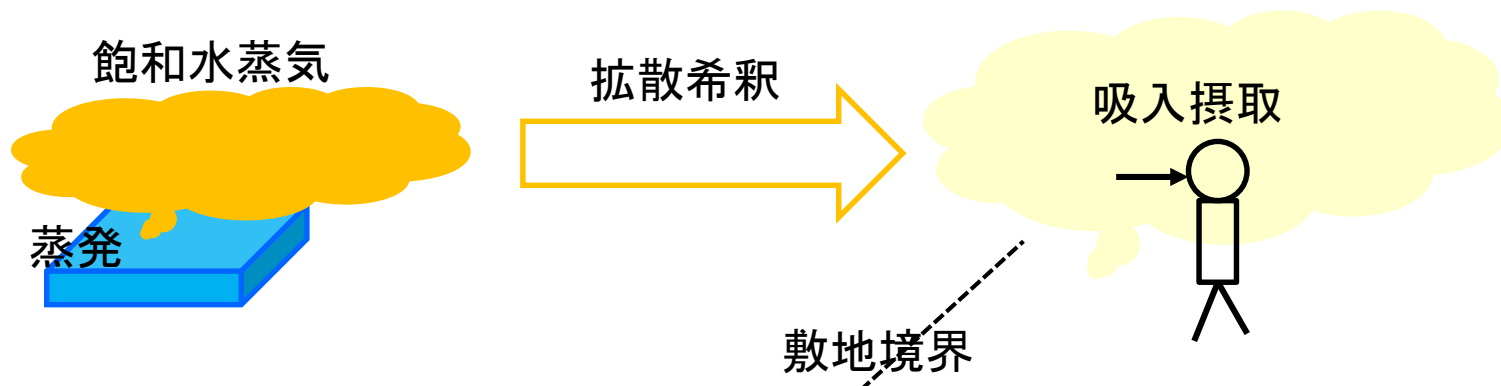 飽和水蒸気
拡散希釈
吸入摂取
蒸発
敷地境界